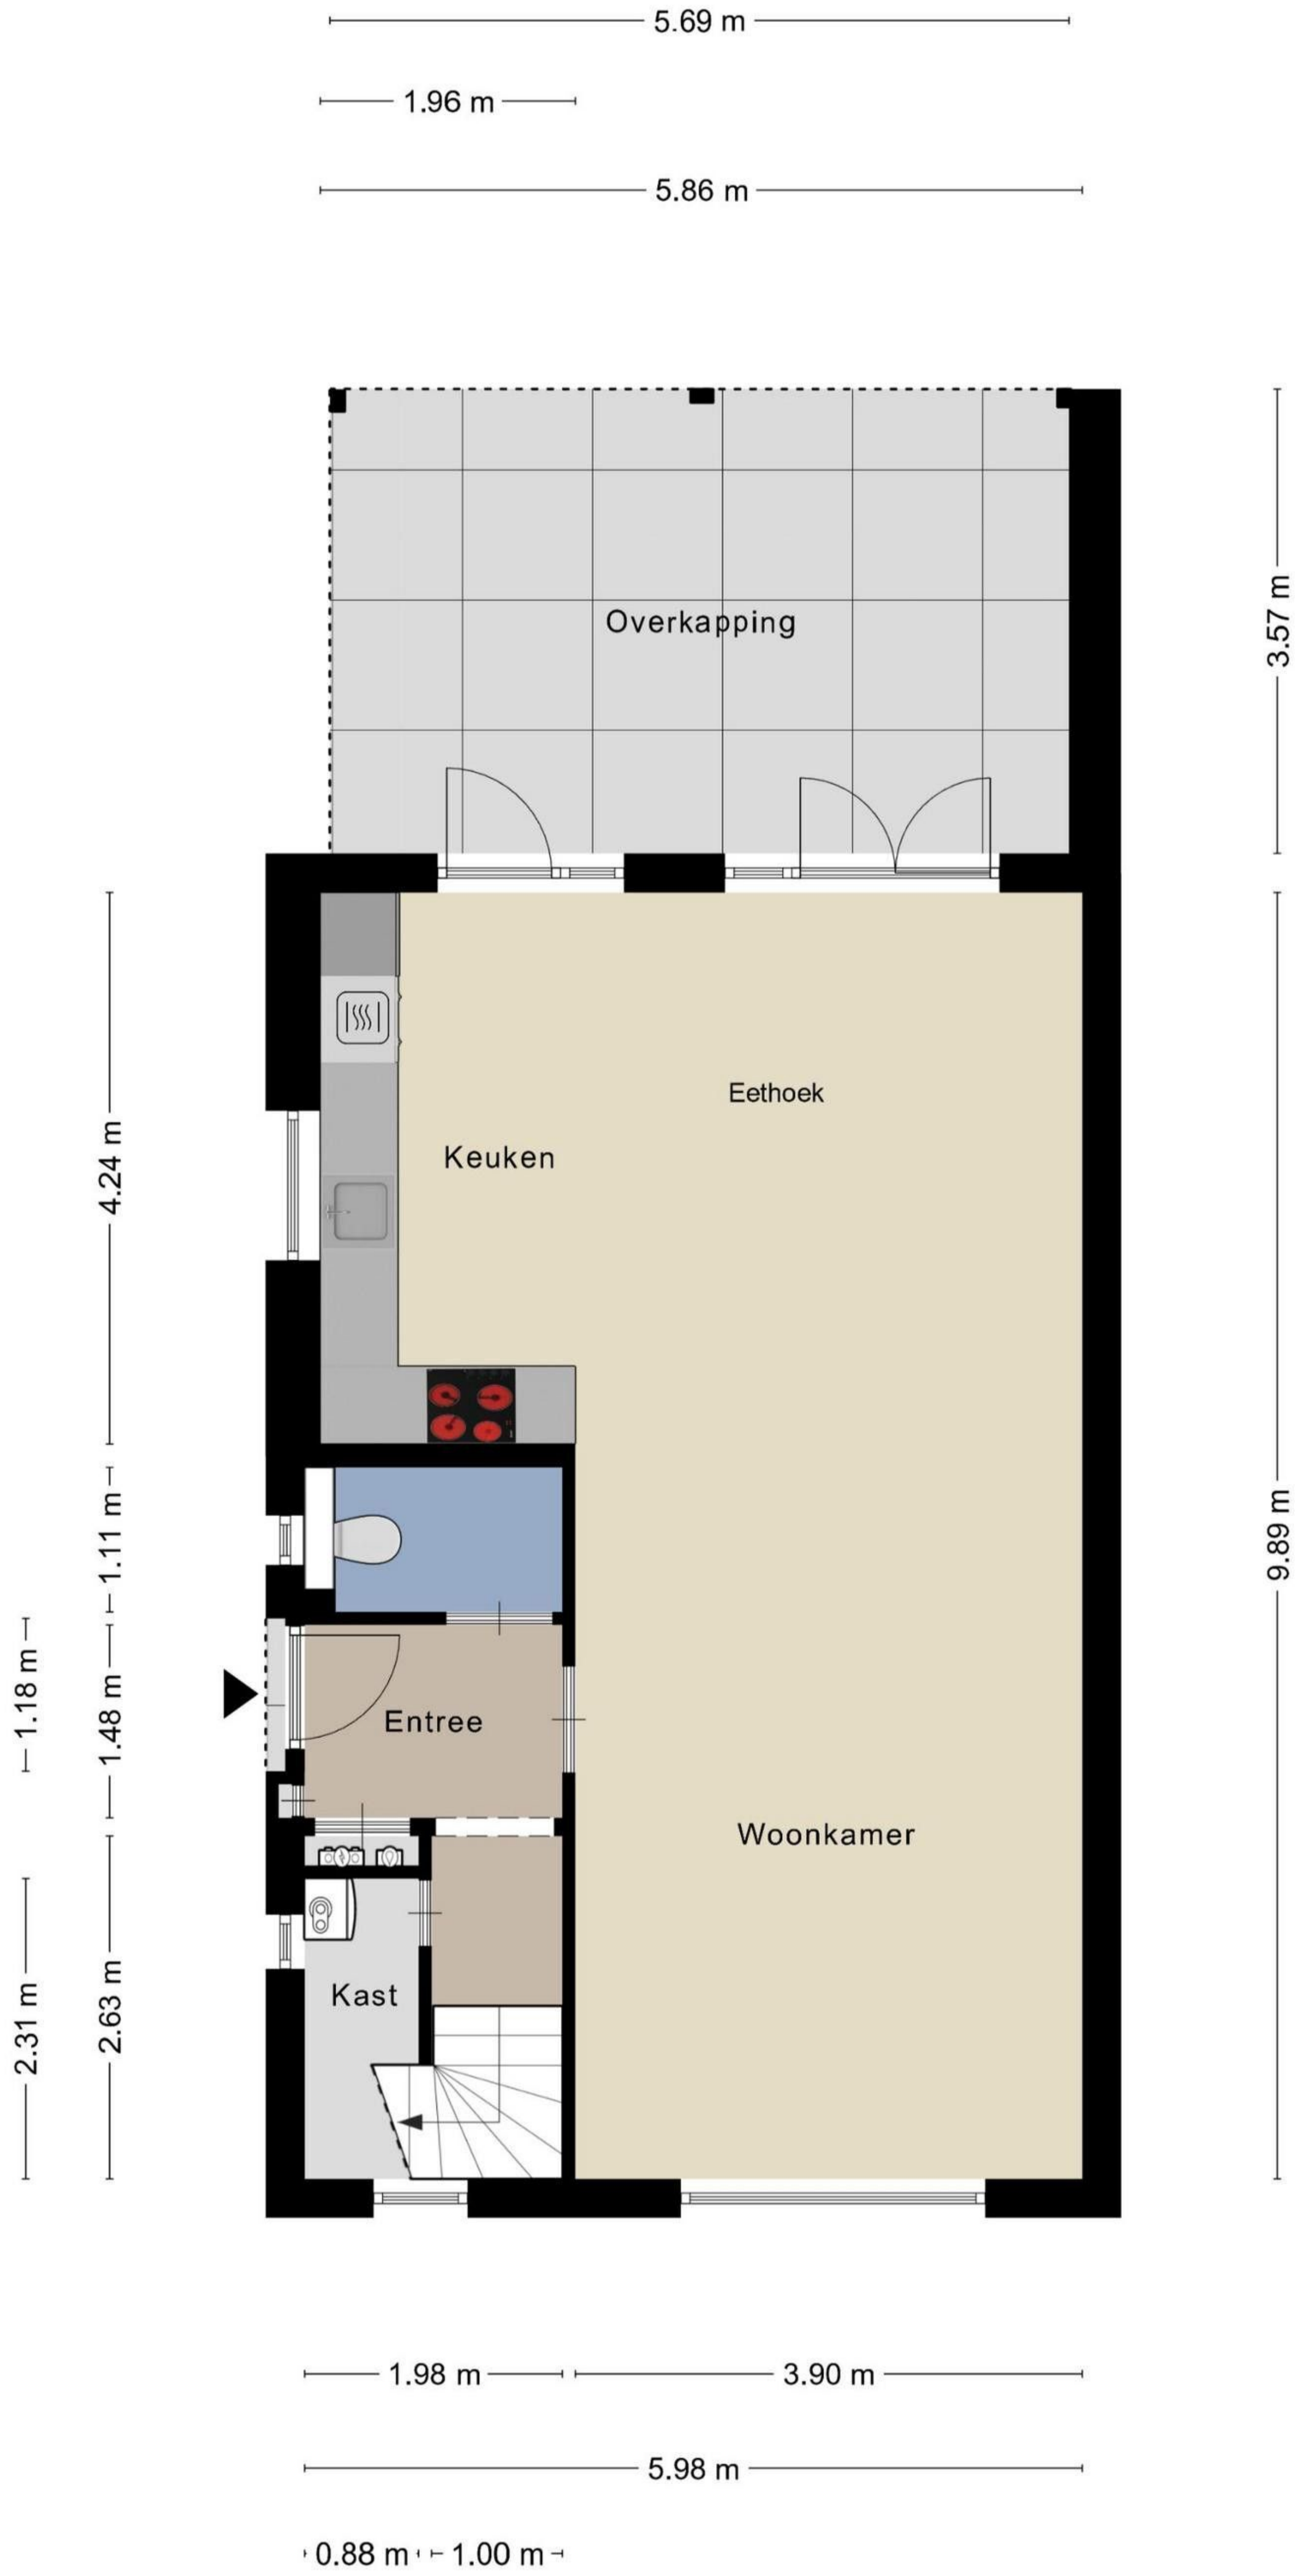 5.69 m
1.96 m
5.86 m
3.57 m
Overkapping
Eethoek
Keuken
4.24 m
1.11 m
9.89 m
1.18 m
1.48 m
Entree
Woonkamer
Kast
2.31 m
2.63 m
1.98 m
3.90 m
5.98 m
0.88 m
1.00 m